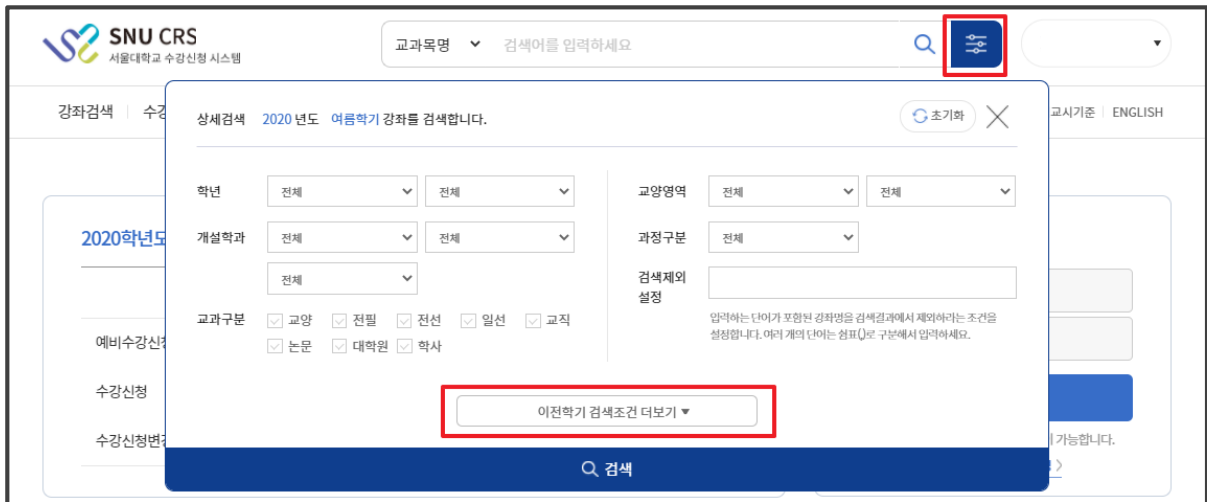 SNU CRS
서울대학교 수강신청 시스템
교과목명 검색어를 입력하세요
강좌검색 수강
교시기준 ENGLISH
상세검색 2020 년도 여름학기 강좌를 검색합니다.
초기화
학년 전체 전체
교양영역 전체 전체
개설학과 전체 전체
과정구분 전체
전체
검색제외
설정
입력하는 단어가 포함된 강좌명을 검색결과에서 제외하라는 조건을
설정합니다. 여러 개의 단어는 쉼표(,)로 구분해서 입력하세요.
교과구분 교양 전필 전선 일선 교직
논문 대학원 학사
이전학기 검색조건 더보기 ▼
검색
2020학년도
예비수강신청
수강신청
수강신청변경
가능합니다.